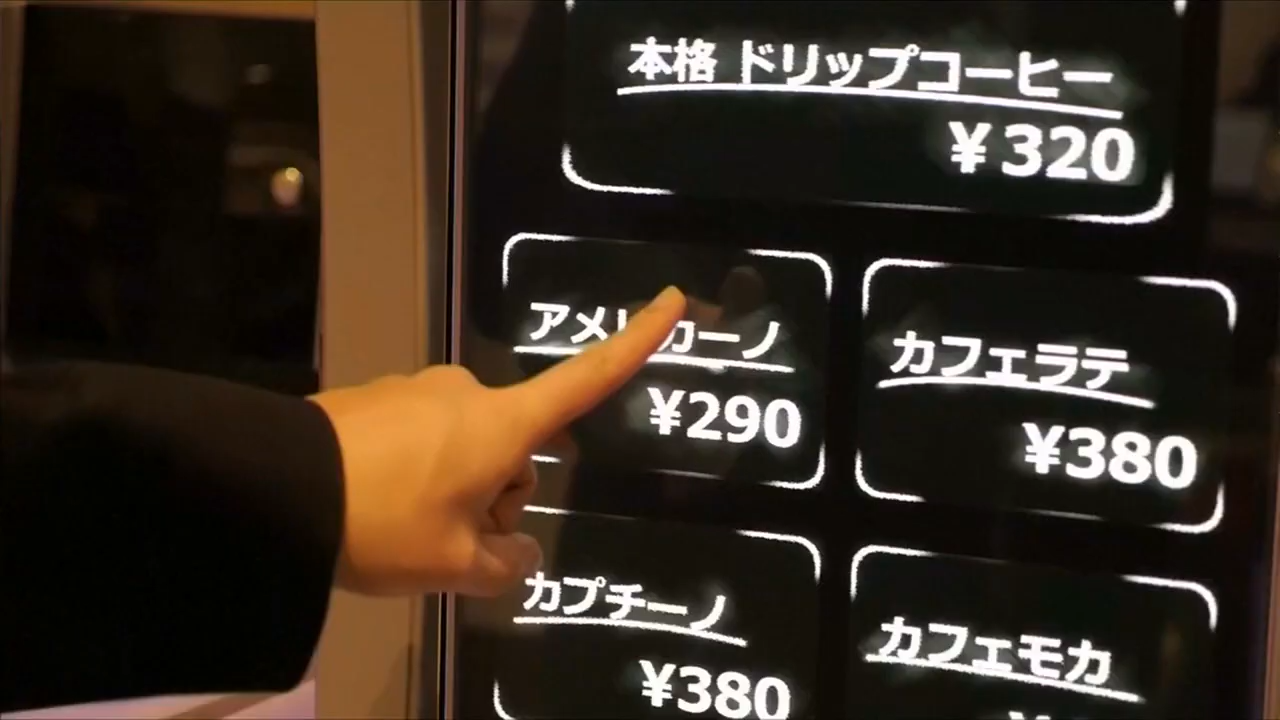 本格 ドリップコーヒー
¥320
アメリカーノ
¥290
カフェラテ
¥380
カプチーノ
¥380
カフェモカ
¥